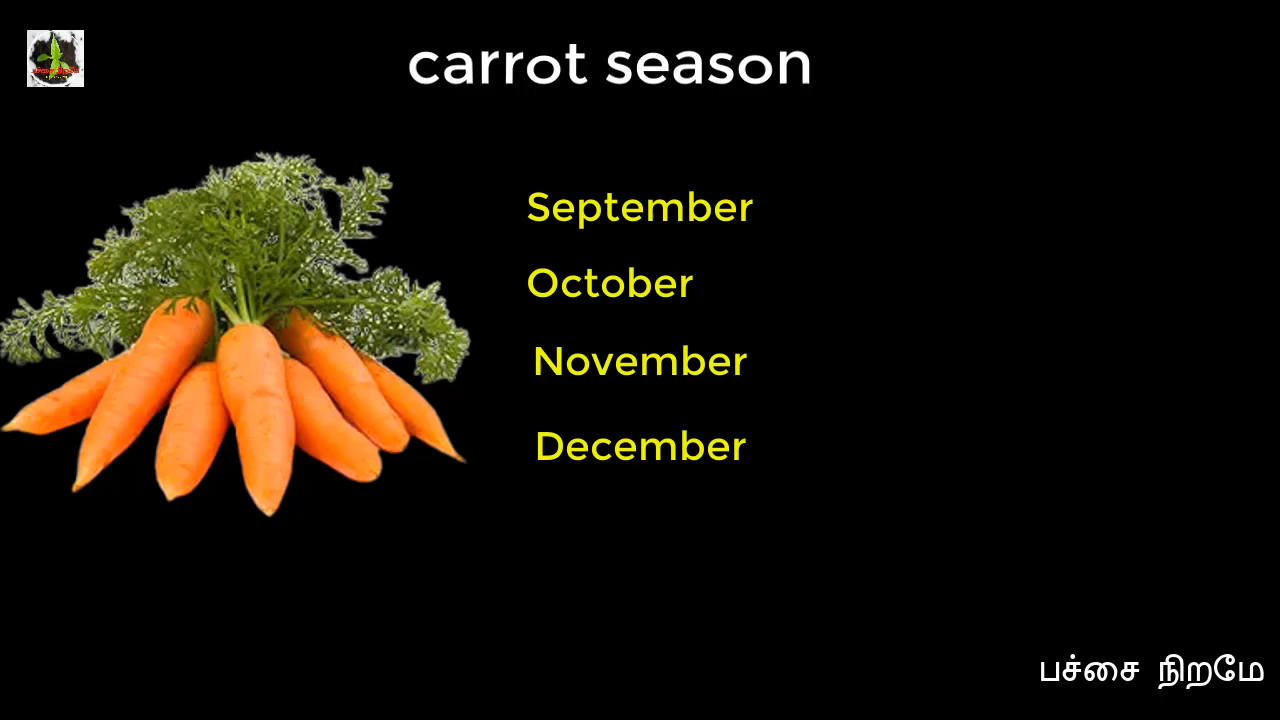 carrot season
September
October
November
December
பச்சை நிறமே